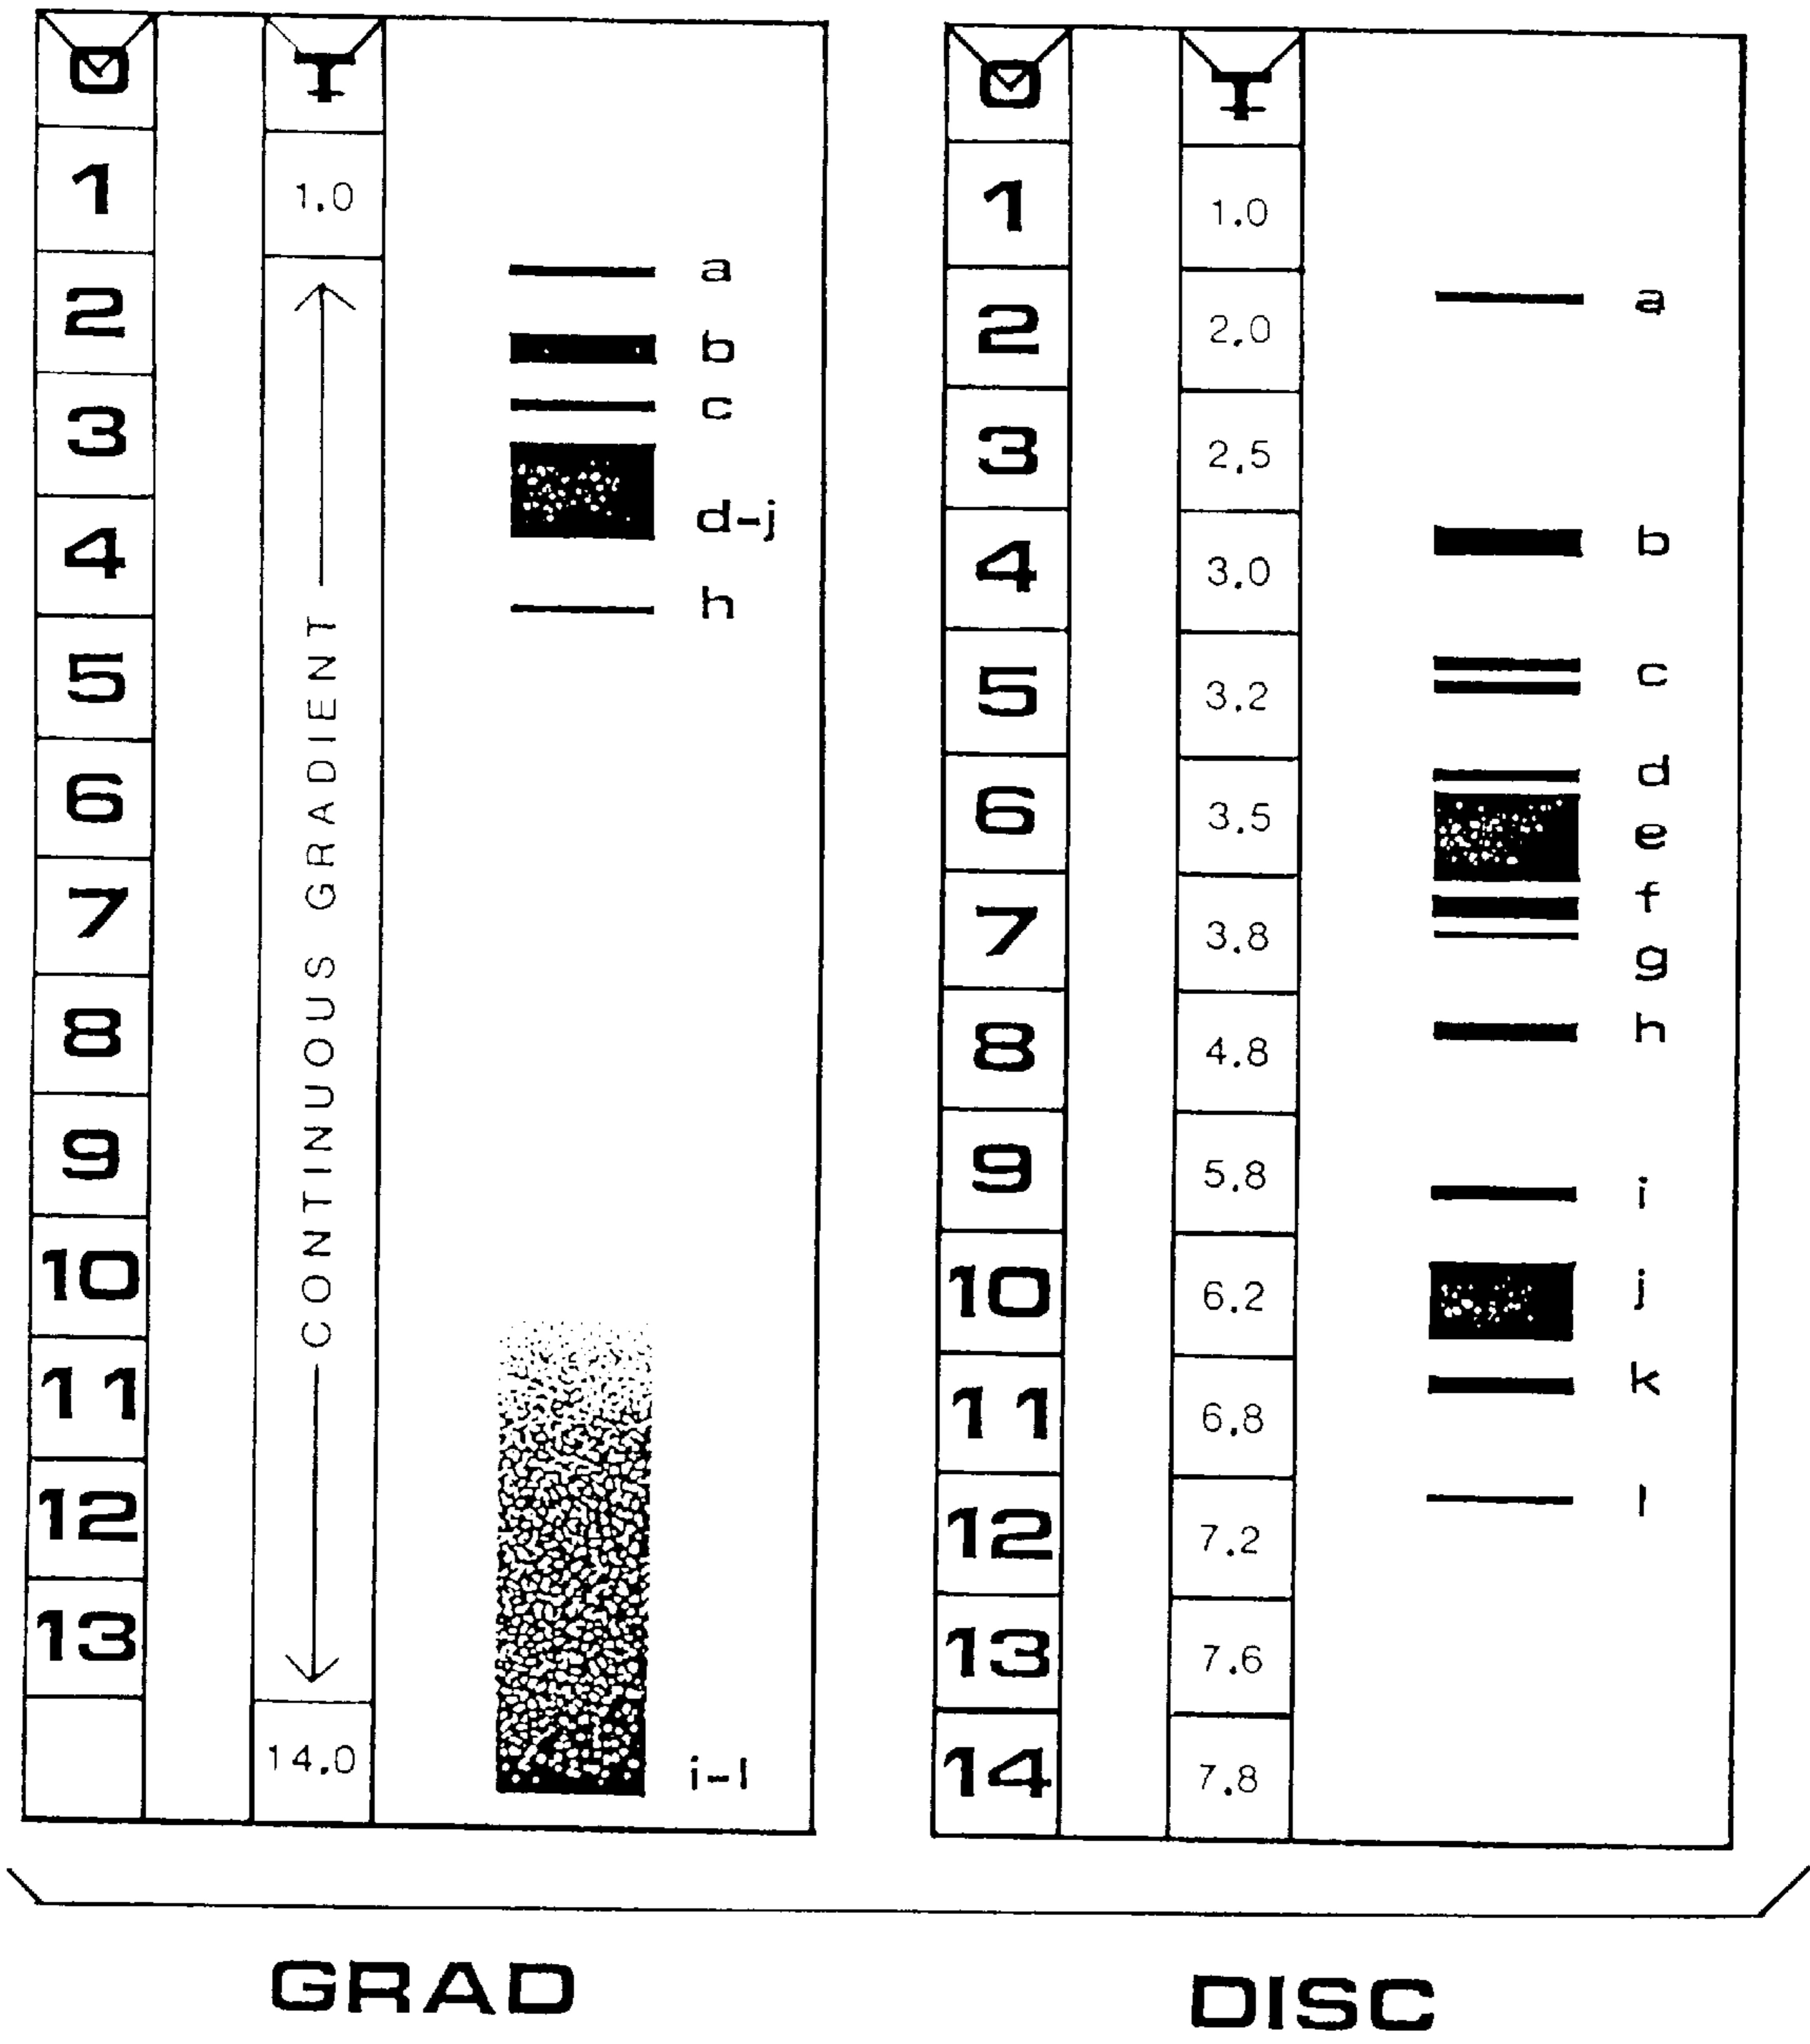 1
2
3
4
5
6
7
8
9
10
11
12
13
1.0
CONTINUOUS GRADIENT
14.0
a
b
c
d-j
h
i-l
1
2
3
4
5
6
7
8
9
10
11
12
13
14
1.0
2.0
2.5
3.0
3.2
3.5
3.8
4.8
5.8
6.2
6.8
7.2
7.6
7.8
a
b
c
d
e
f
g
h
i
j
k
l
GRAD
DISC